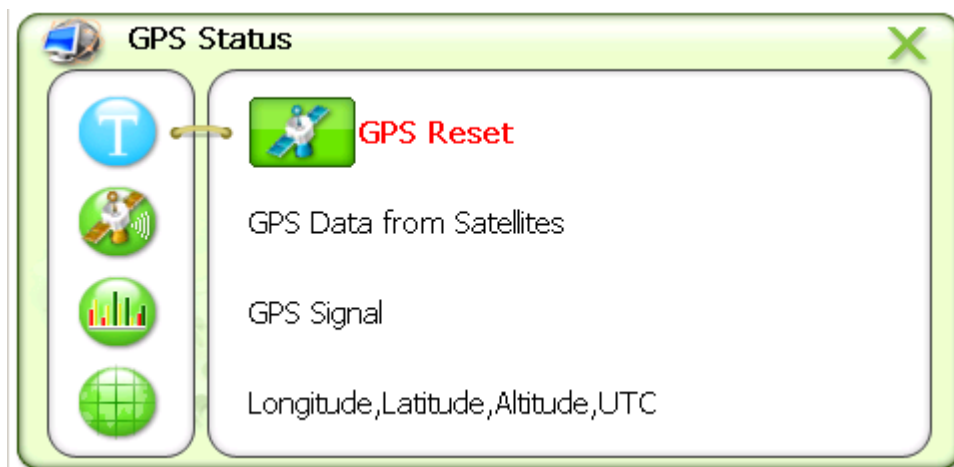 GPS Status
T
GPS Reset
GPS Data from Satellites
GPS Signal
Longitude,Latitude,Altitude,UTC